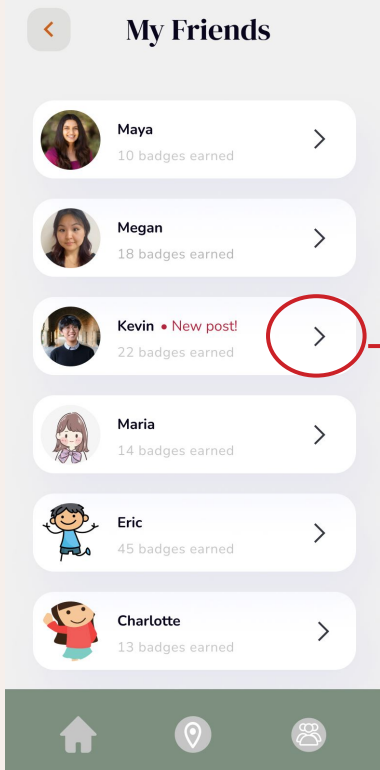 My Friends
Maya
10 badges earned
Megan
18 badges earned
Kevin • New post!
22 badges earned
Maria
14 badges earned
Eric
45 badges earned
Charlotte
13 badges earned